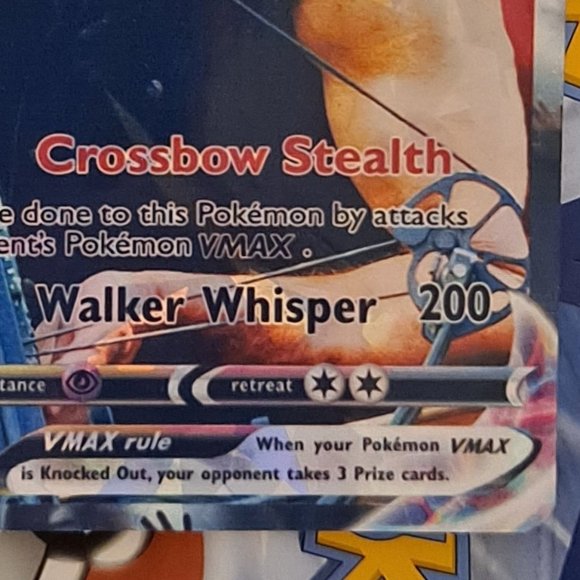 Crossbow Stealth
e done to this Pokémon by attacks
ent's Pokémon VMAX .
Walker Whisper 200
tance retreat
VMAX rule When your Pokémon VMAX
is Knocked Out, your opponent takes 3 Prize cards.